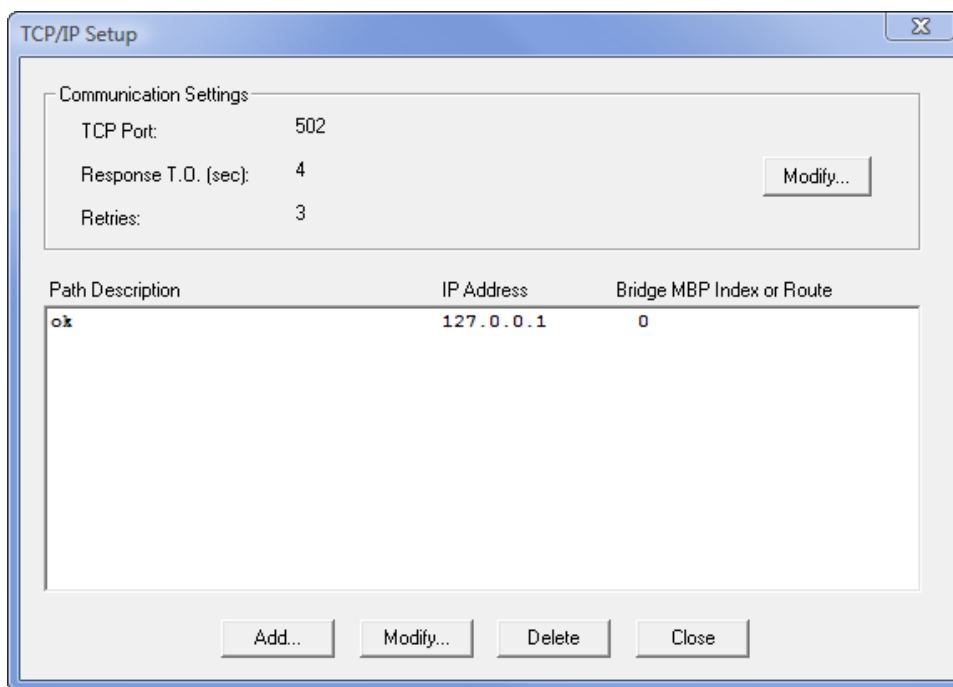 TCP/IP Setup
Communication Settings
TCP Port: 502
Response T.O. (sec): 4
Modify...
Retries: 3
Path Description IP Address Bridge MBP Index or Route
ok 127.0.0.1 0
Add... Modify... Delete Close